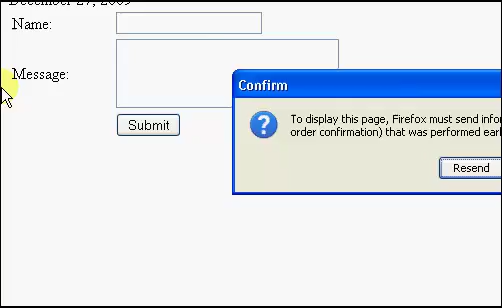 December 27, 2009
Name:
Message:
Submit
Confirm
To display this page, Firefox must send infor
order confirmation) that was performed earl
Resend